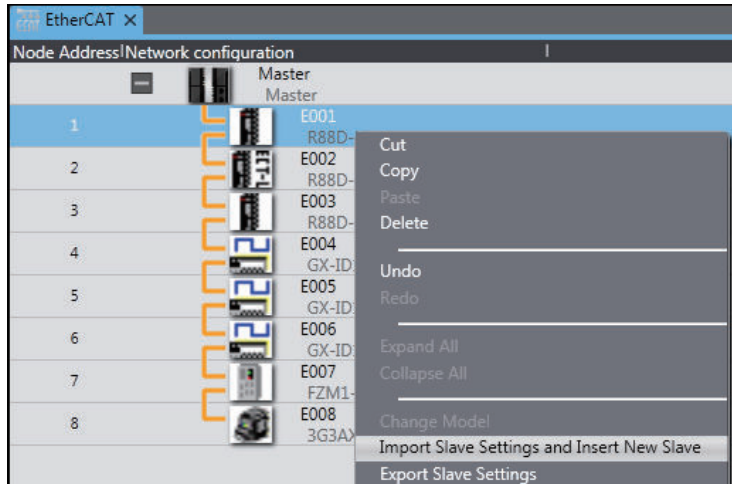 EtherCAT
Node Address Network configuration
Master
Master
1 E001
R88D-
Cut
2 E002
R88D-
Copy
Paste
3 E003
R88D-
Delete
4 E004
GX-ID
Undo
5 E005
GX-ID
Redo
6 E006
GX-ID
Expand All
7 E007
FZM1-
Collapse All
8 E008
3G3AX
Change Model
Import Slave Settings and Insert New Slave
Export Slave Settings